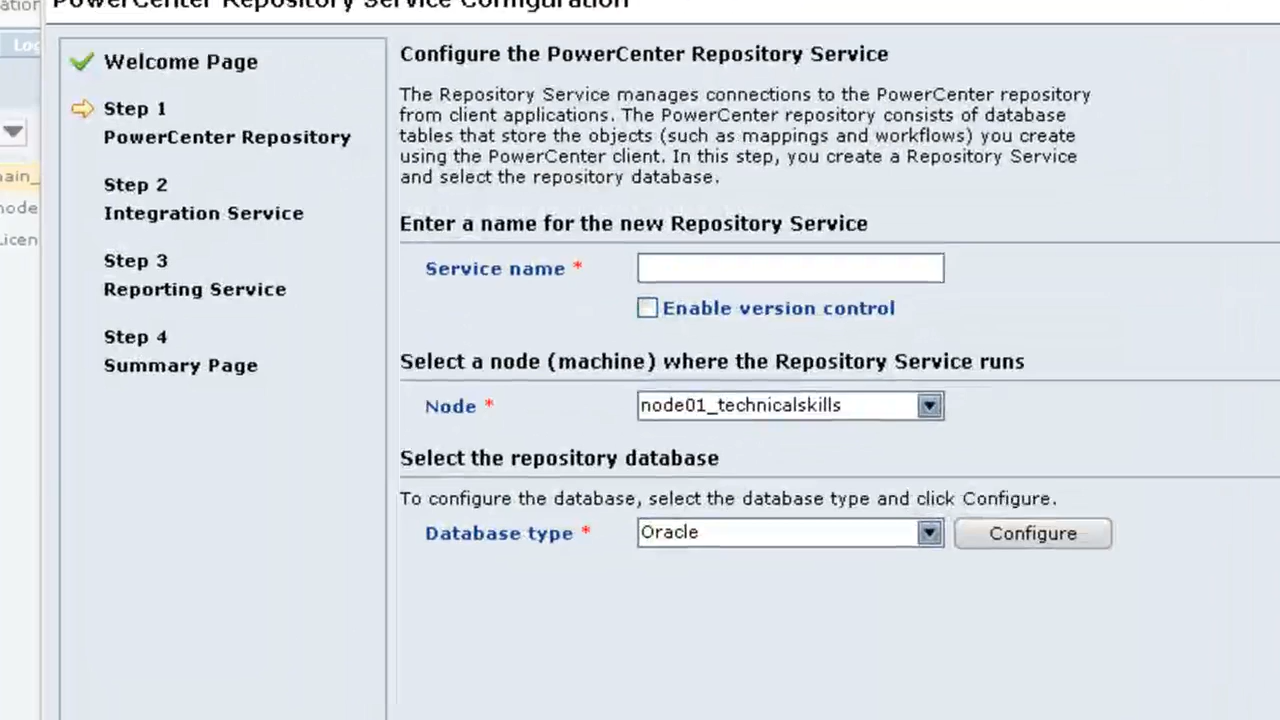 PowerCenter Repository Service Configuration
Welcome Page
Step 1
PowerCenter Repository
Step 2
Integration Service
Step 3
Reporting Service
Step 4
Summary Page
Configure the PowerCenter Repository Service
The Repository Service manages connections to the PowerCenter repository
from client applications. The PowerCenter repository consists of database
tables that store the objects (such as mappings and workflows) you create
using the PowerCenter client. In this step, you create a Repository Service
and select the repository database.
Enter a name for the new Repository Service
Service name *
Enable version control
Select a node (machine) where the Repository Service runs
Node *
node01_technicalskills
Select the repository database
To configure the database, select the database type and click Configure.
Database type *
Oracle
Configure